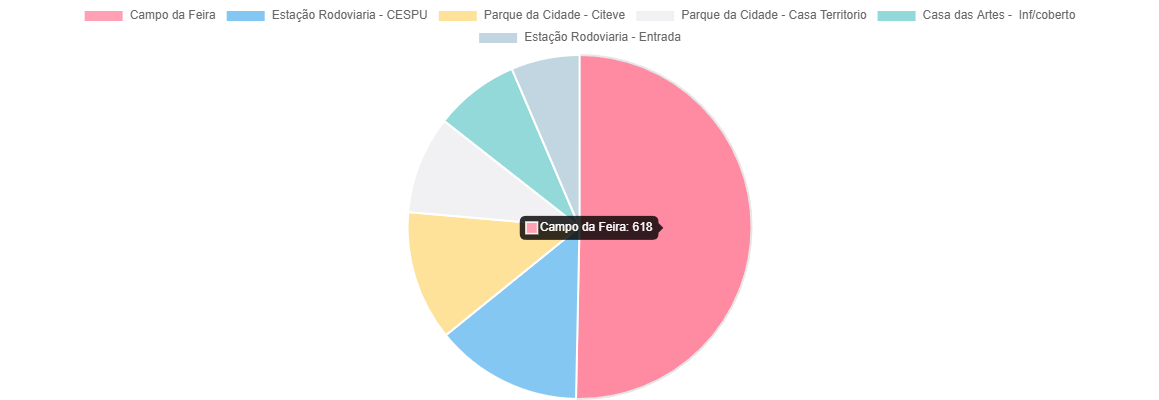 Campo da Feira Estação Rodoviaria - CESPU Parque da Cidade - Citeve Parque da Cidade - Casa Territorio Casa das Artes -  Inf/coberto
Estação Rodoviaria - Entrada
Campo da Feira: 618